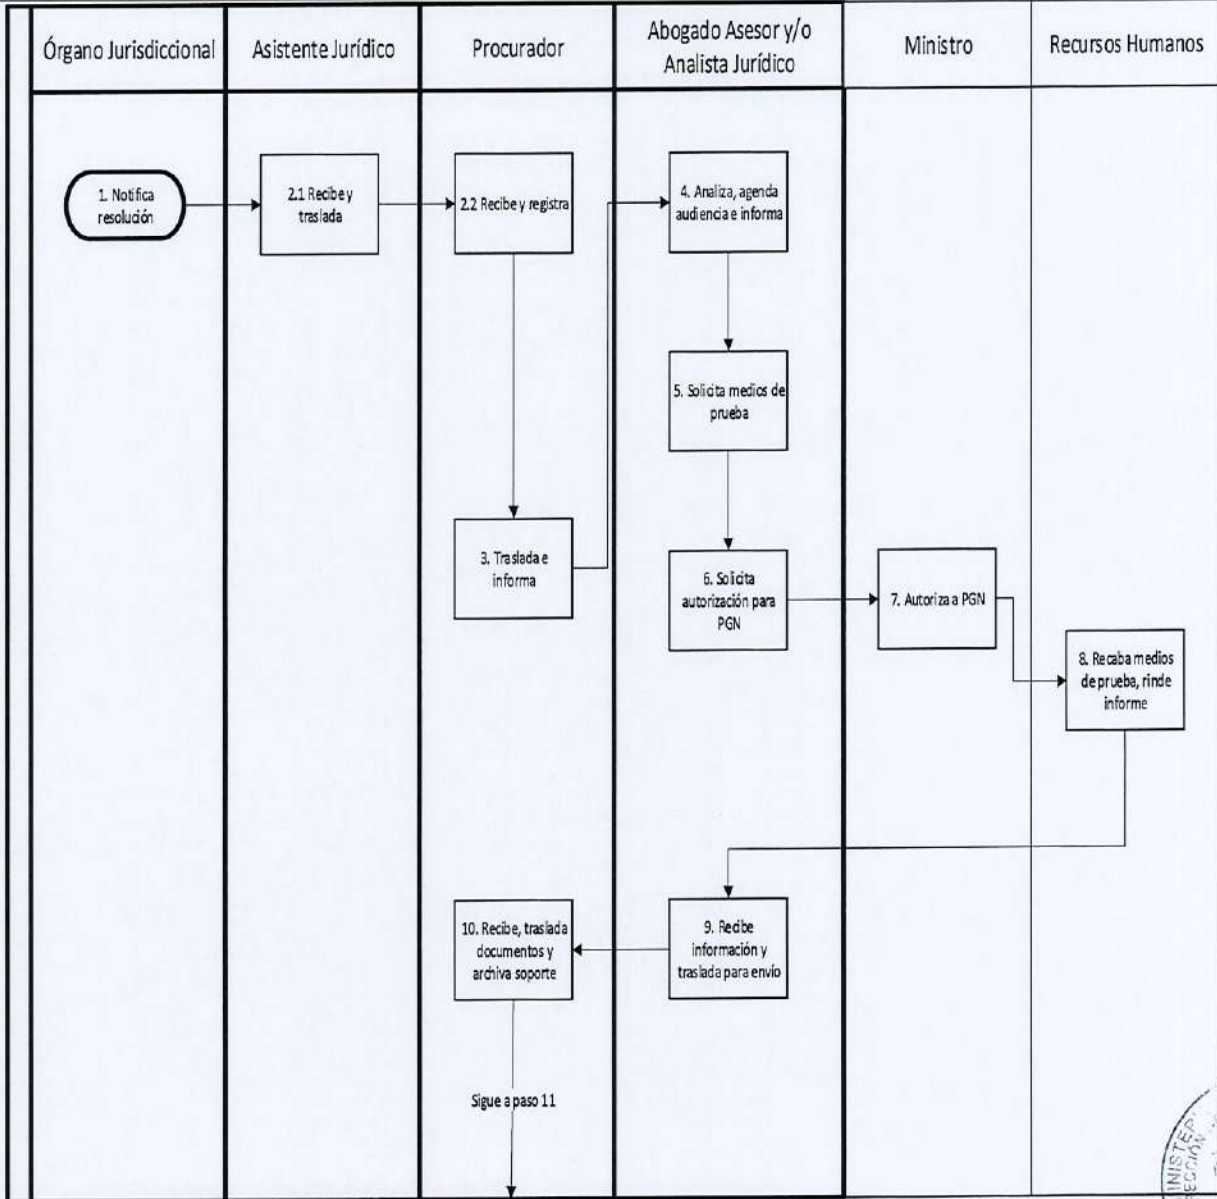 Órgano Jurisdiccional
Asistente Jurídico
Procurador
Abogado Asesor y/o
Analista Jurídico
Ministro
Recursos Humanos
1. Notifica
resolución
2.1 Recibe y
traslada
2.2 Recibe y registra
4. Analiza, agenda
audiencia e informa
5. Solicita medios de
prueba
3. Traslada e
informa
6. Solicita
autorización para
PGN
7. Autoriza a PGN
8. Recaba medios
de prueba, rinde
informe
10. Recibe, traslada
documentos y
archiva soporte
9. Recibe
información y
traslada para envío
Sigue a paso 11